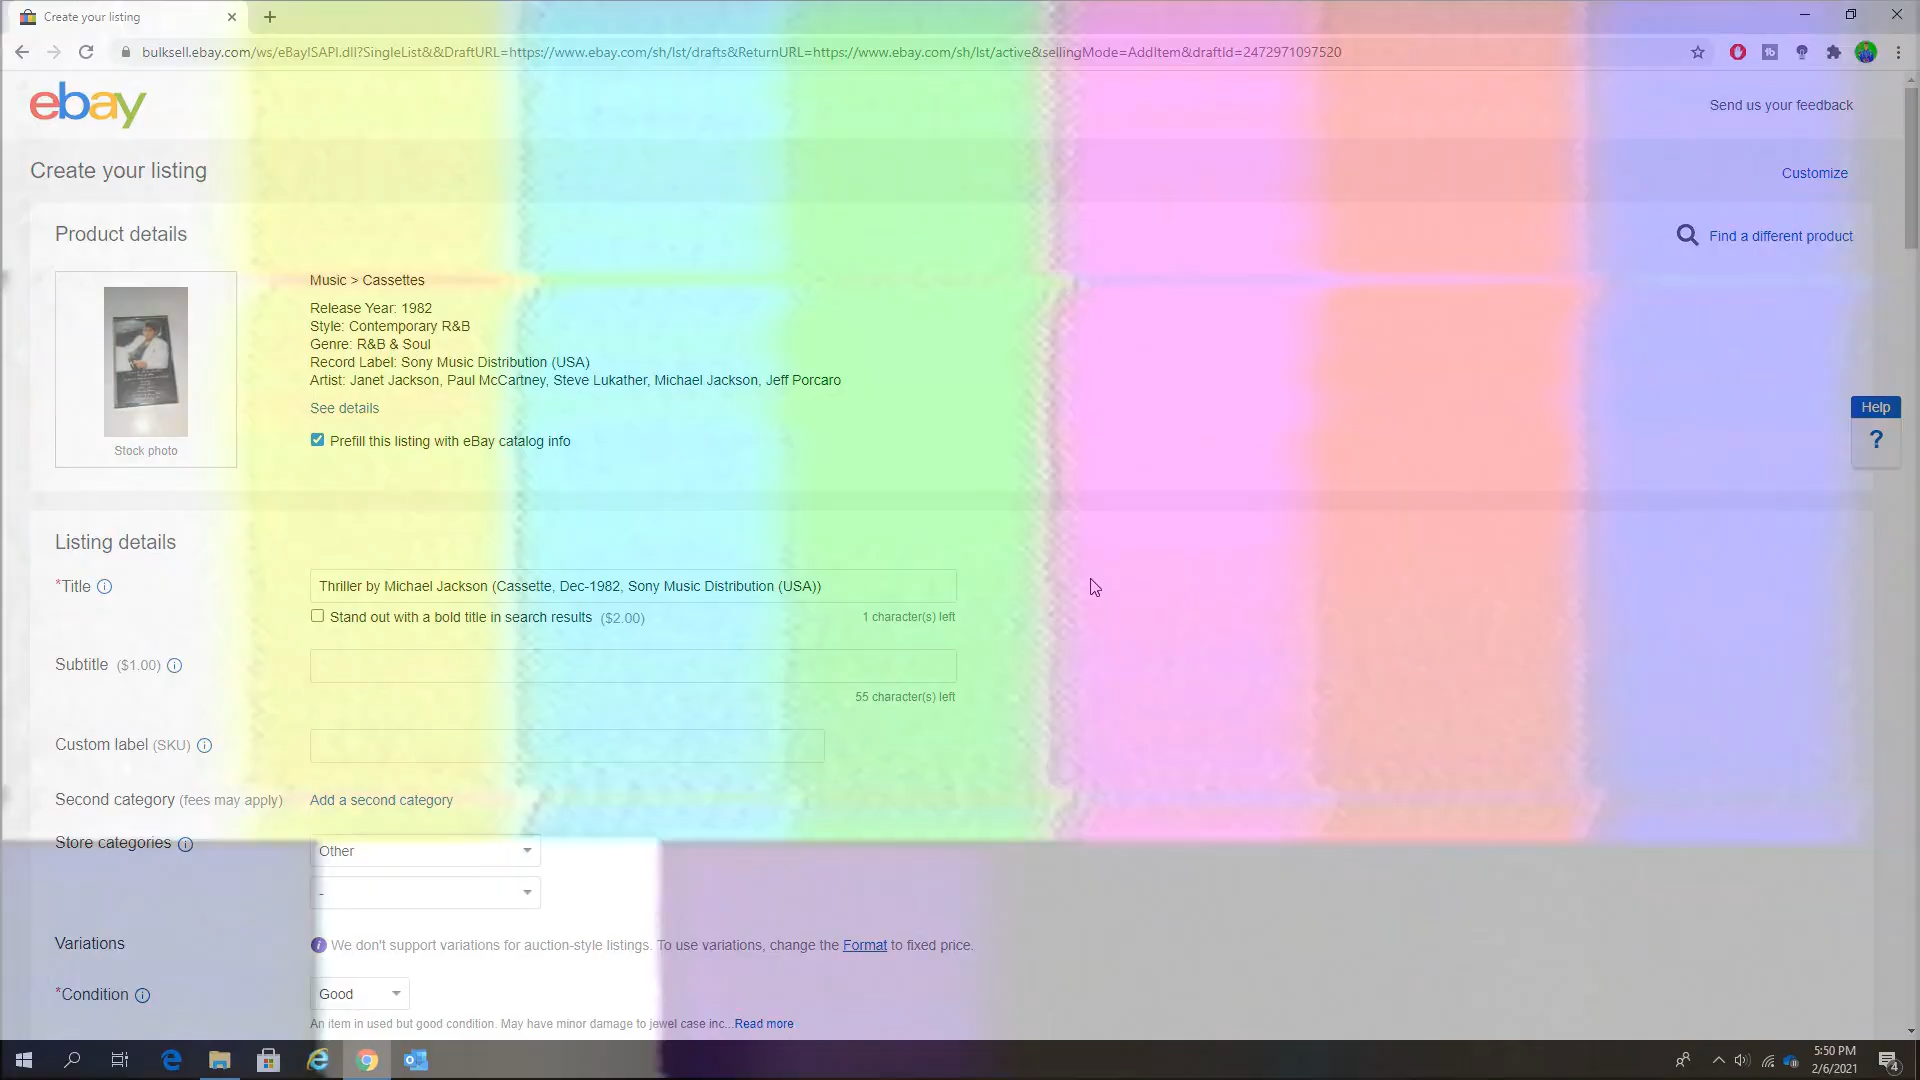 Create your listing
bulksell.ebay.com/ws/eBayISAPI.dll?SingleList&&DraftURL=https://www.ebay.com/sh/lst/drafts&ReturnURL=https://www.ebay.com/sh/lst/active&sellingMode=AddItem&draftId=2472971097520
ebay
Send us your feedback
Create your listing
Customize
Product details
Find a different product
Music > Cassettes
Release Year: 1982
Style: Contemporary R&B
Genre: R&B & Soul
Record Label: Sony Music Distribution (USA)
Artist: Janet Jackson, Paul McCartney, Steve Lukather, Michael Jackson, Jeff Porcaro
See details
Prefill this listing with eBay catalog info
Stock photo
Help
?
Listing details
*Title
Thriller by Michael Jackson (Cassette, Dec-1982, Sony Music Distribution (USA))
Stand out with a bold title in search results ($2.00)
1 character(s) left
Subtitle ($1.00)
55 character(s) left
Custom label (SKU)
Second category (fees may apply)
Add a second category
Store categories
Other
-
Variations
We don't support variations for auction-style listings. To use variations, change the Format to fixed price.
*Condition
Good
An item in used but good condition. May have minor damage to jewel case inc...Read more
5:50 PM
2/6/2021
4